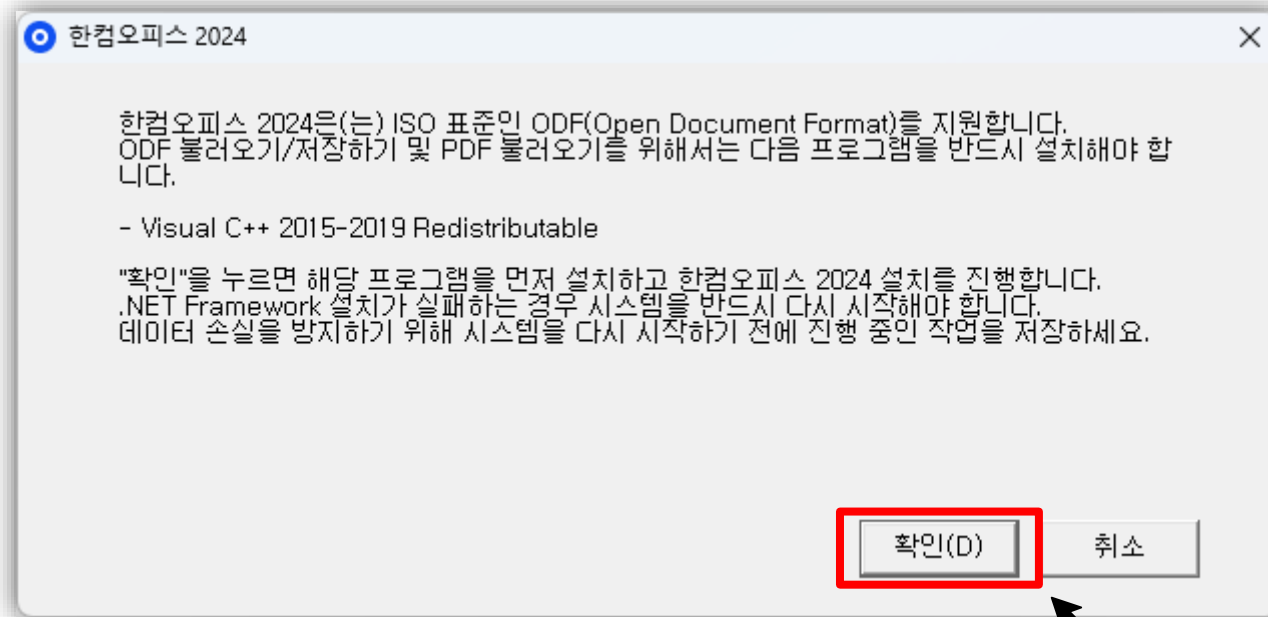 한컴오피스 2024
한컴오피스 2024은(는) ISO 표준인 ODF(Open Document Format)를 지원합니다.
ODF 불러오기/저장하기 및 PDF 불러오기를 위해서는 다음 프로그램을 반드시 설치해야 합
니다.
- Visual C++ 2015-2019 Redistributable
"확인"을 누르면 해당 프로그램을 먼저 설치하고 한컴오피스 2024 설치를 진행합니다.
.NET Framework 설치가 실패하는 경우 시스템을 반드시 다시 시작해야 합니다.
데이터 손실을 방지하기 위해 시스템을 다시 시작하기 전에 진행 중인 작업을 저장하세요.
확인(D) 취소